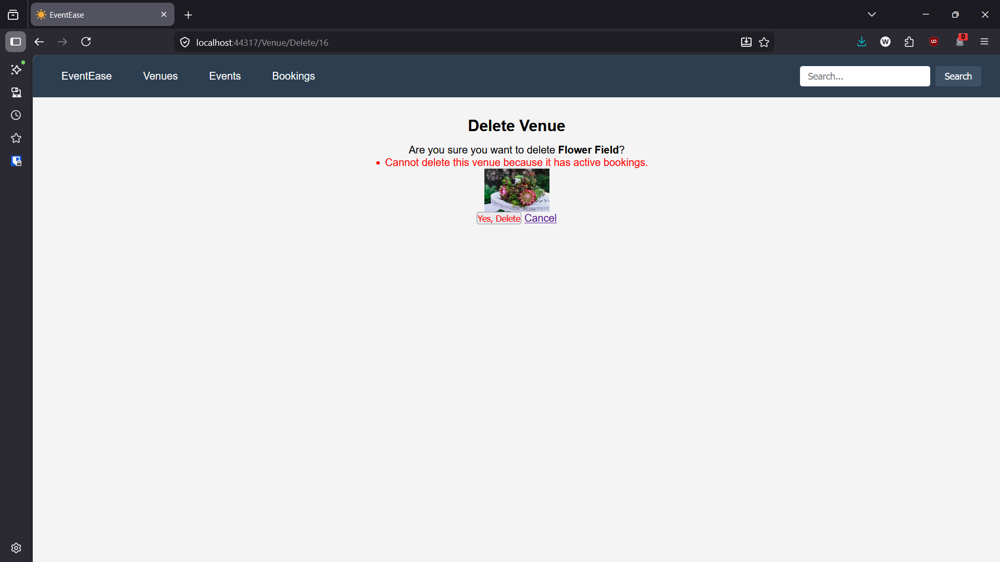 EventEase
localhost:44317/Venue/Delete/16
W
0
EventEase Venues Events Bookings Search... Search
Delete Venue
Are you sure you want to delete Flower Field?
• Cannot delete this venue because it has active bookings.
Yes, Delete Cancel